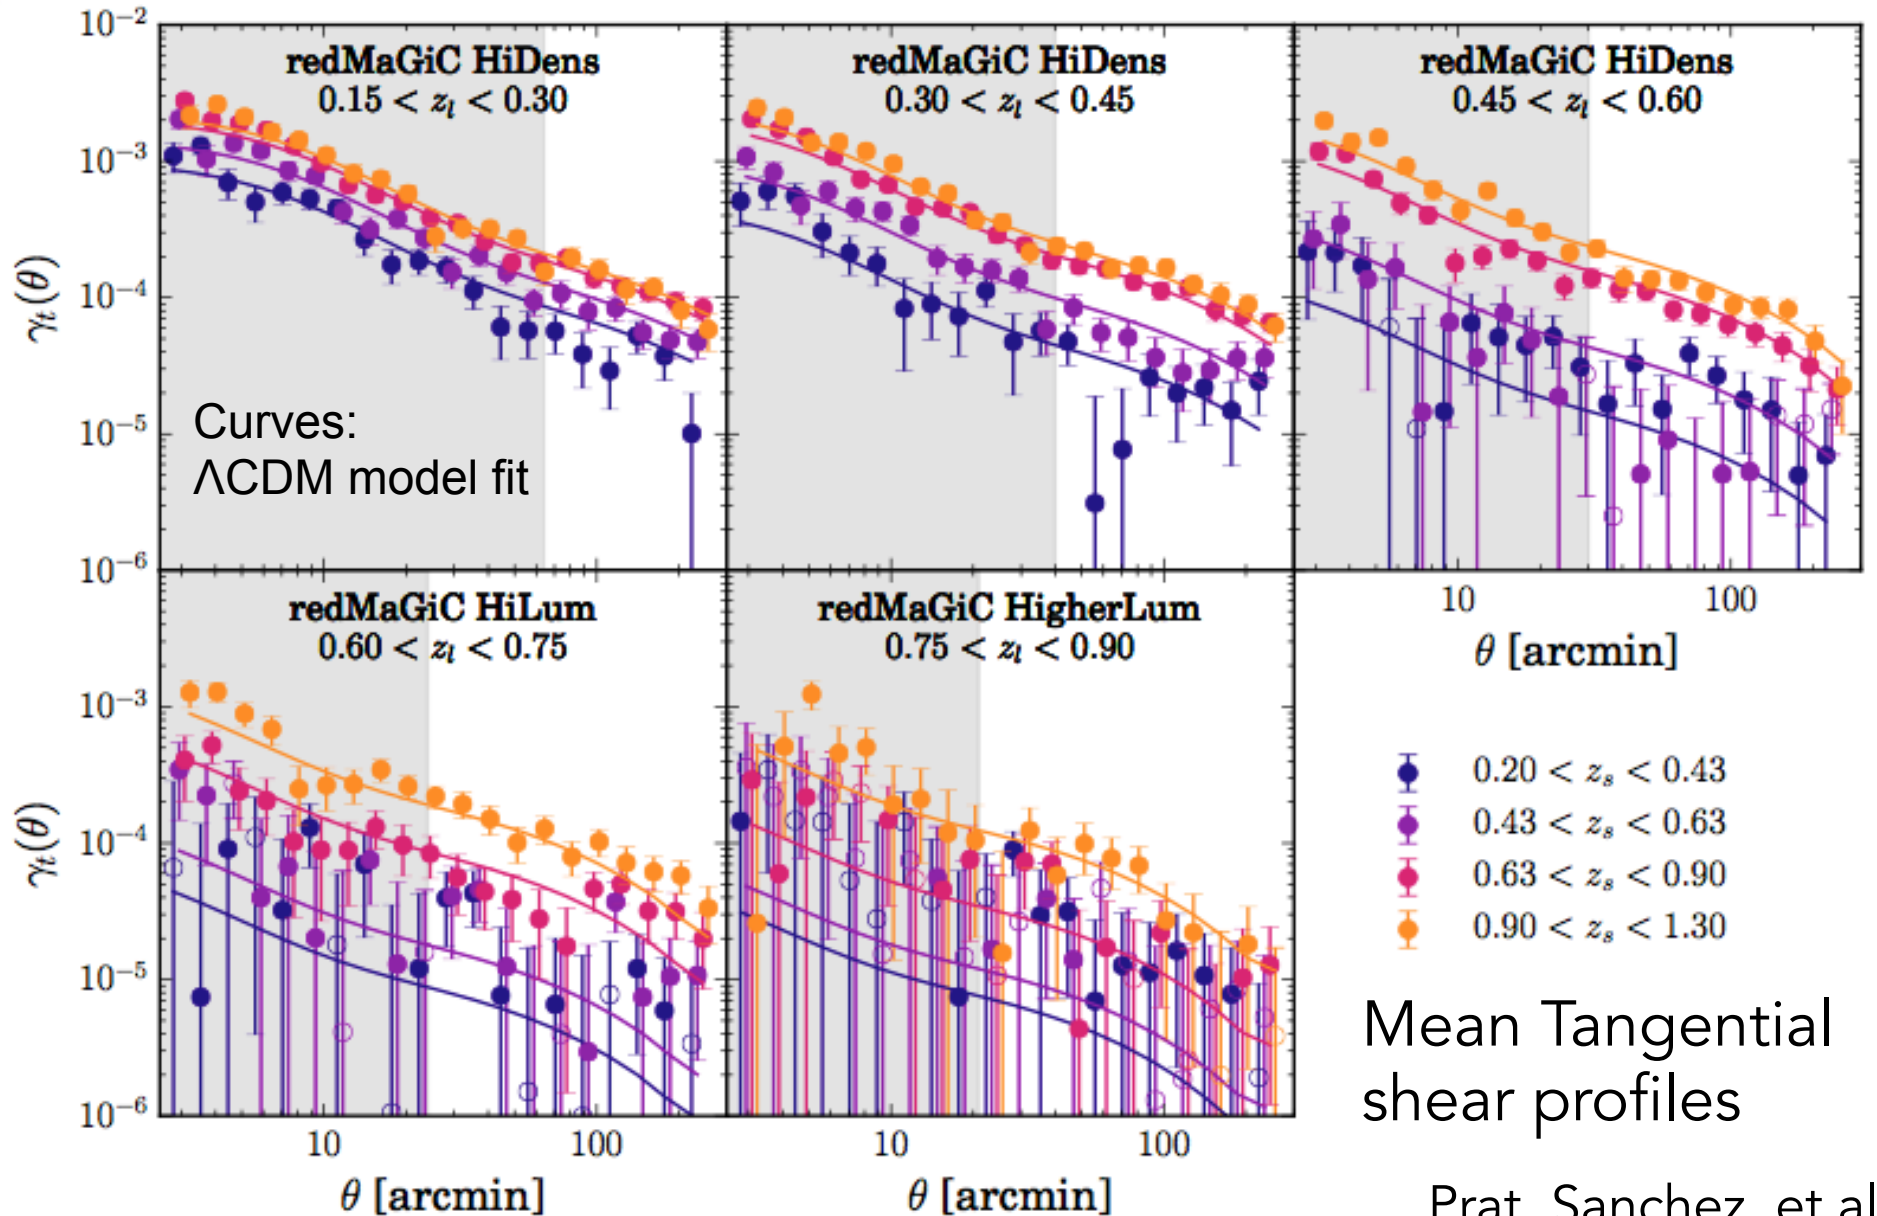 redMaGiC HiDens
0.15 < z_l < 0.30
redMaGiC HiDens
0.30 < z_l < 0.45
redMaGiC HiDens
0.45 < z_l < 0.60
10⁻²
10⁻³
10⁻⁴
10⁻⁵
10⁻⁶
γ_t(θ)
Curves:
ΛCDM model fit
10 100
θ [arcmin]
redMaGiC HiLum
0.60 < z_l < 0.75
redMaGiC HigherLum
0.75 < z_l < 0.90
10⁻³
10⁻⁴
10⁻⁵
10⁻⁶
γ_t(θ)
10 100
θ [arcmin]
10 100
θ [arcmin]
0.20 < z_s < 0.43
0.43 < z_s < 0.63
0.63 < z_s < 0.90
0.90 < z_s < 1.30
Mean Tangential
shear profiles
Prat, Sanchez, et al